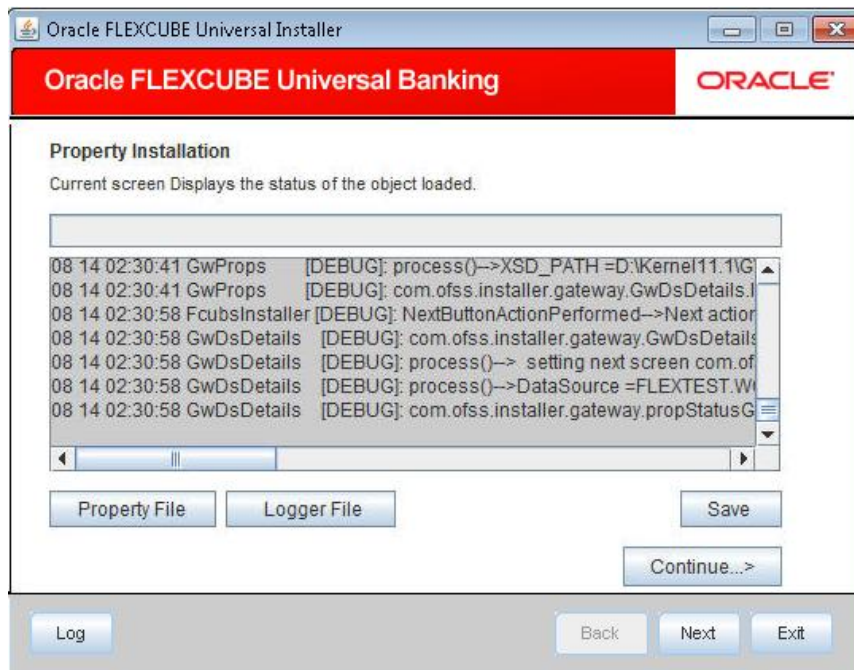 Oracle FLEXCUBE Universal Installer
Oracle FLEXCUBE Universal Banking
ORACLE
Property Installation
Current screen Displays the status of the object loaded.
08 14 02:30:41 GwProps [DEBUG]: process()-->XSD_PATH =D:\Kernel11.1\G
08 14 02:30:41 GwProps [DEBUG]: com.ofss.installer.gateway.GwDsDetails.I
08 14 02:30:58 FcubsInstaller [DEBUG]: NextButtonActionPerformed-->Next action
08 14 02:30:58 GwDsDetails [DEBUG]: com.ofss.installer.gateway.GwDsDetails
08 14 02:30:58 GwDsDetails [DEBUG]: process()--> setting next screen com.of
08 14 02:30:58 GwDsDetails [DEBUG]: process()-->DataSource =FLEXTEST.W
08 14 02:30:58 GwDsDetails [DEBUG]: com.ofss.installer.gateway.propStatusG
Property File Logger File Save
Continue...>
Log Back Next Exit